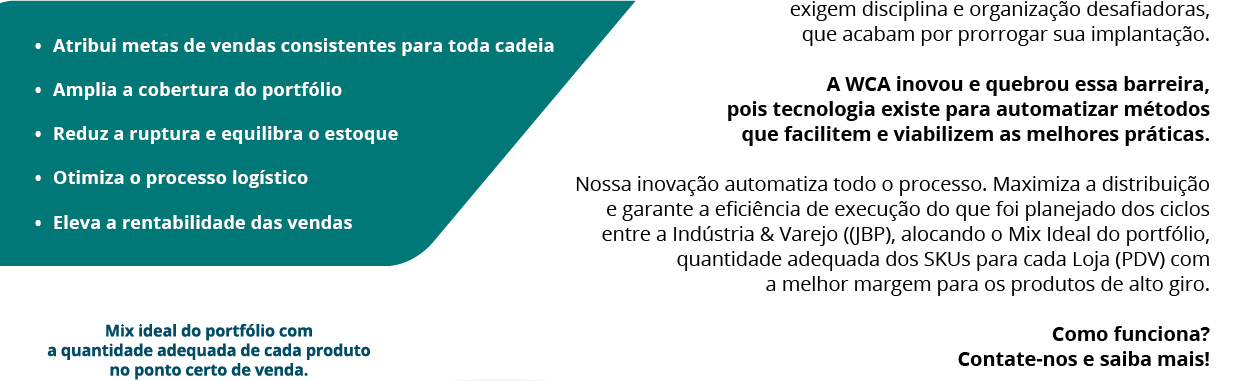 • Atribui metas de vendas consistentes para toda cadeia
• Amplia a cobertura do portfólio
• Reduz a ruptura e equilibra o estoque
• Otimiza o processo logístico
• Eleva a rentabilidade das vendas
Mix ideal do portfólio com
a quantidade adequada de cada produto
no ponto certo de venda.
exigem disciplina e organização desafiadoras,
que acabam por prorrogar sua implantação.
A WCA inovou e quebrou essa barreira,
pois tecnologia existe para automatizar métodos
que facilitem e viabilizem as melhores práticas.
Nossa inovação automatiza todo o processo. Maximiza a distribuição
e garante a eficiência de execução do que foi planejado dos ciclos
entre a Indústria & Varejo ((JBP), alocando o Mix Ideal do portfólio,
quantidade adequada dos SKUs para cada Loja (PDV) com
a melhor margem para os produtos de alto giro.
Como funciona?
Contate-nos e saiba mais!